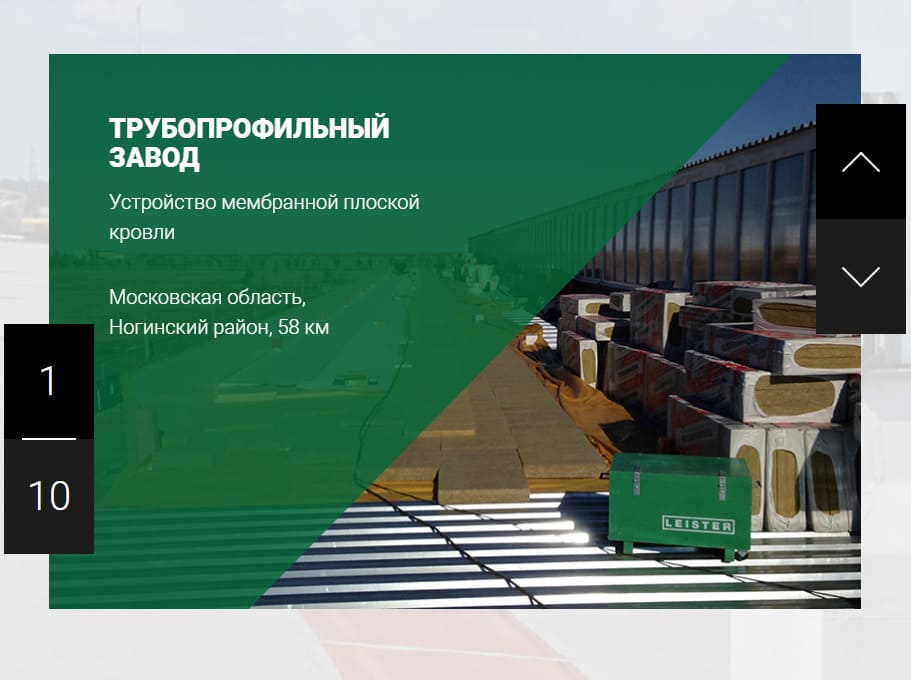 ТРУБОПРОФИЛЬНЫЙ
ЗАВОД
Устройство мембранной плоской
кровли
Московская область,
Ногинский район, 58 км
1
10
LEISTER